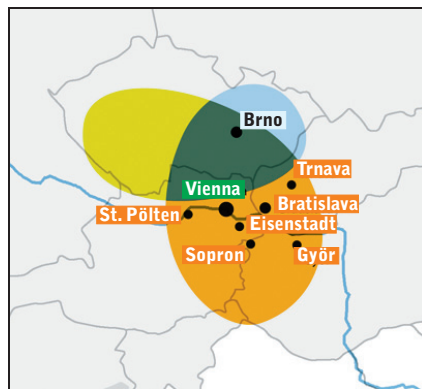 Brno
Trnava
Vienna
Bratislava
St. Pölten
Eisenstadt
Sopron
Györ